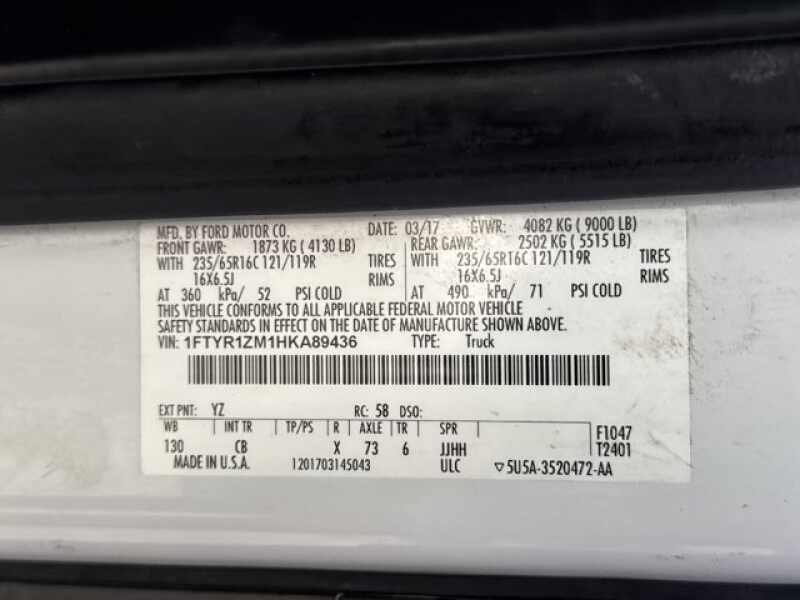 MFD. BY FORD MOTOR CO. DATE: 03/17 GVWR: 4082 KG ( 9000 LB)
FRONT GAWR: 1873 KG ( 4130 LB) REAR GAWR: 2502 KG ( 5515 LB)
WITH 235/65R16C 121/119R TIRES WITH 235/65R16C 121/119R TIRES
16X6.5J RIMS 16X6.5J RIMS
AT 360 kPa/ 52 PSI COLD AT 490 kPa/ 71 PSI COLD
THIS VEHICLE CONFORMS TO ALL APPLICABLE FEDERAL MOTOR VEHICLE
SAFETY STANDARDS IN EFFECT ON THE DATE OF MANUFACTURE SHOWN ABOVE.
VIN: 1FTYR1ZM1HKA89436 TYPE: Truck
EXT PNT: YZ RC: 58 DSO:
WB INT TR TP/PS R AXLE TR SPR F1047
130 CB X 73 6 JJHH T2401
MADE IN U.S.A. 1201703145043 ULC ▽5U5A-3520472-AA